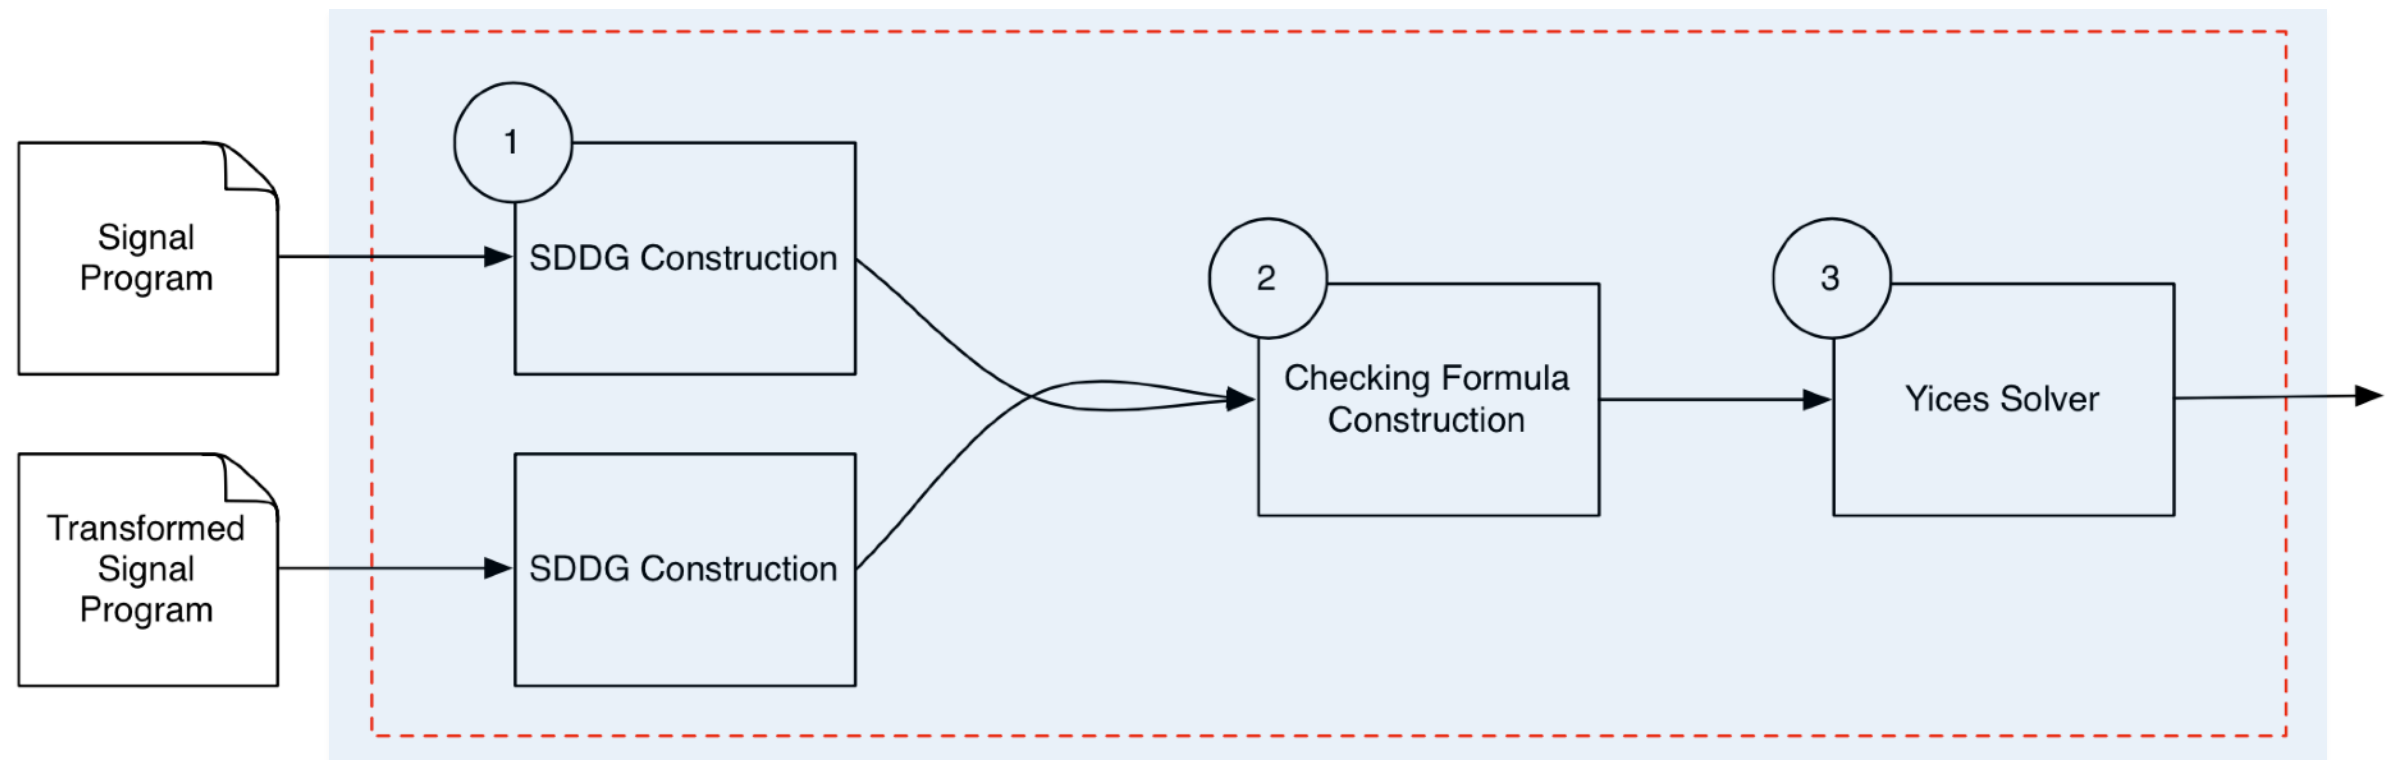 1
Signal
Program
SDDG Construction
2
Checking Formula
Construction
3
Yices Solver
Transformed
Signal
Program
SDDG Construction